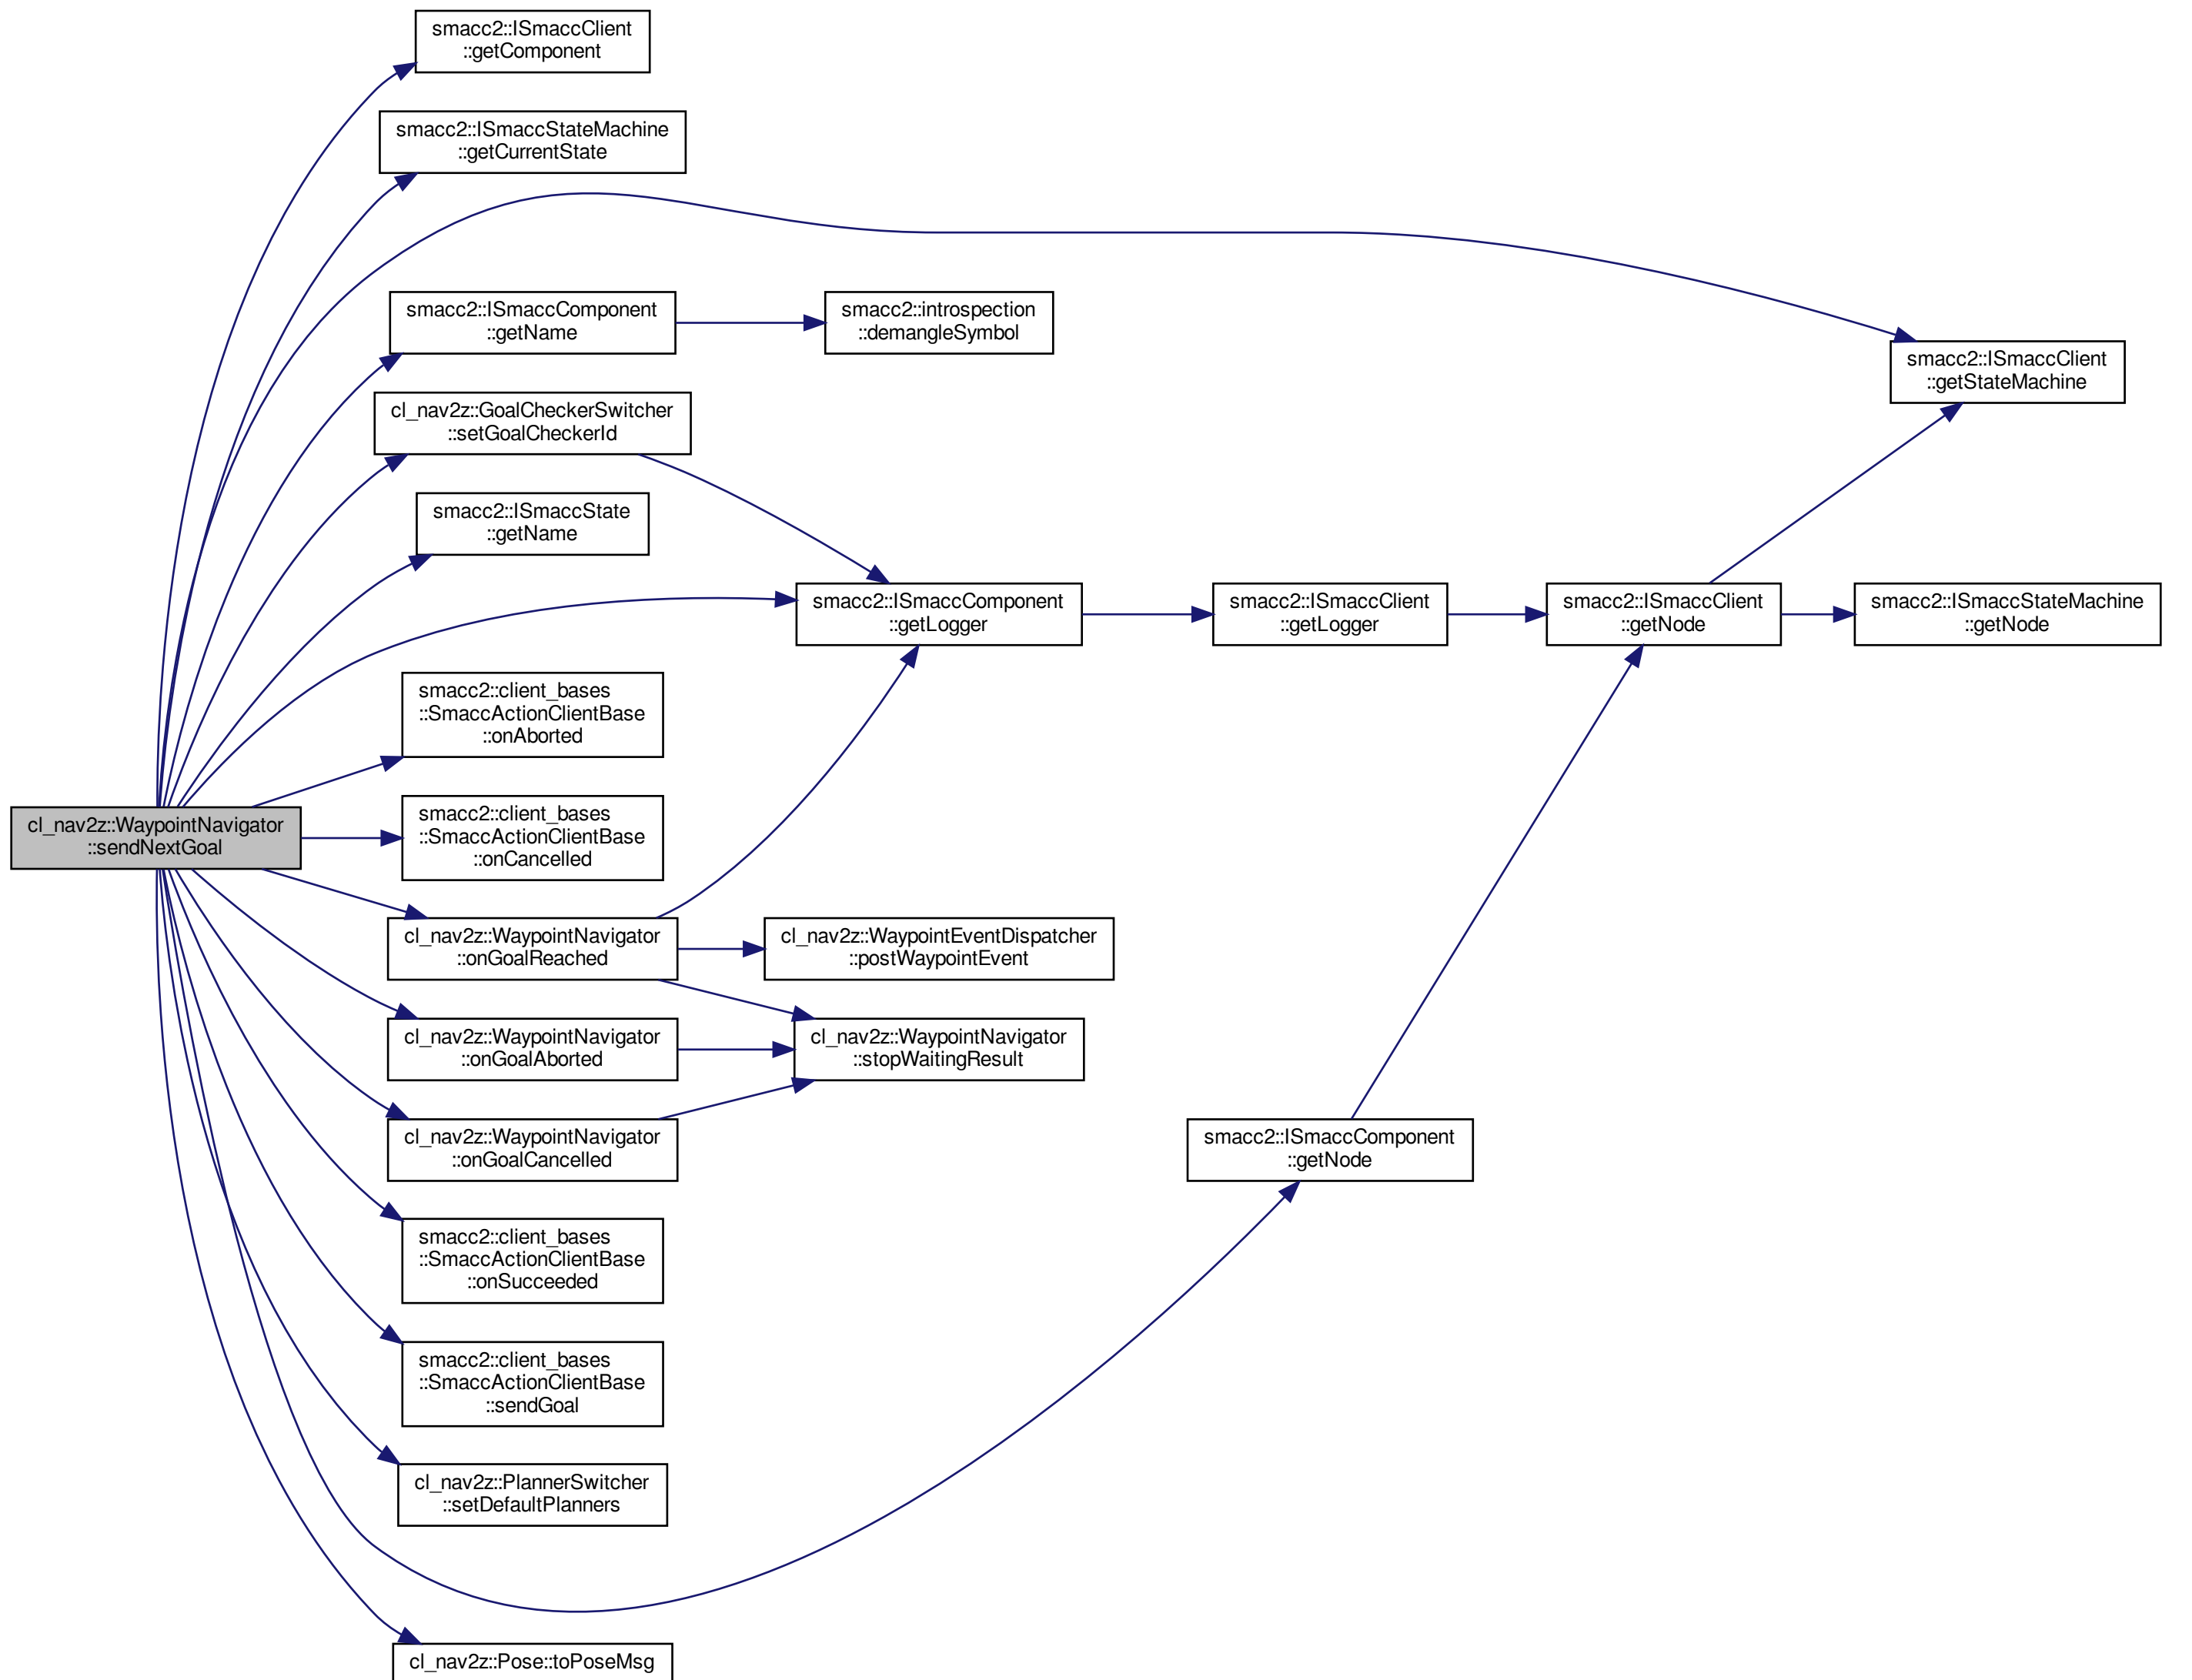 smacc2::ISmaccClient
::getComponent
smacc2::ISmaccStateMachine
::getCurrentState
smacc2::ISmaccComponent
::getName
smacc2::introspection
::demangleSymbol
smacc2::ISmaccClient
::getStateMachine
cl_nav2z::GoalCheckerSwitcher
::setGoalCheckerId
smacc2::ISmaccState
::getName
smacc2::ISmaccComponent
::getLogger
smacc2::ISmaccClient
::getLogger
smacc2::ISmaccClient
::getNode
smacc2::ISmaccStateMachine
::getNode
smacc2::client_bases
::SmaccActionClientBase
::onAborted
cl_nav2z::WaypointNavigator
::sendNextGoal
smacc2::client_bases
::SmaccActionClientBase
::onCancelled
cl_nav2z::WaypointNavigator
::onGoalReached
cl_nav2z::WaypointEventDispatcher
::postWaypointEvent
cl_nav2z::WaypointNavigator
::onGoalAborted
cl_nav2z::WaypointNavigator
::stopWaitingResult
cl_nav2z::WaypointNavigator
::onGoalCancelled
smacc2::ISmaccComponent
::getNode
smacc2::client_bases
::SmaccActionClientBase
::onSucceeded
smacc2::client_bases
::SmaccActionClientBase
::sendGoal
cl_nav2z::PlannerSwitcher
::setDefaultPlanners
cl_nav2z::Pose::toPoseMsg